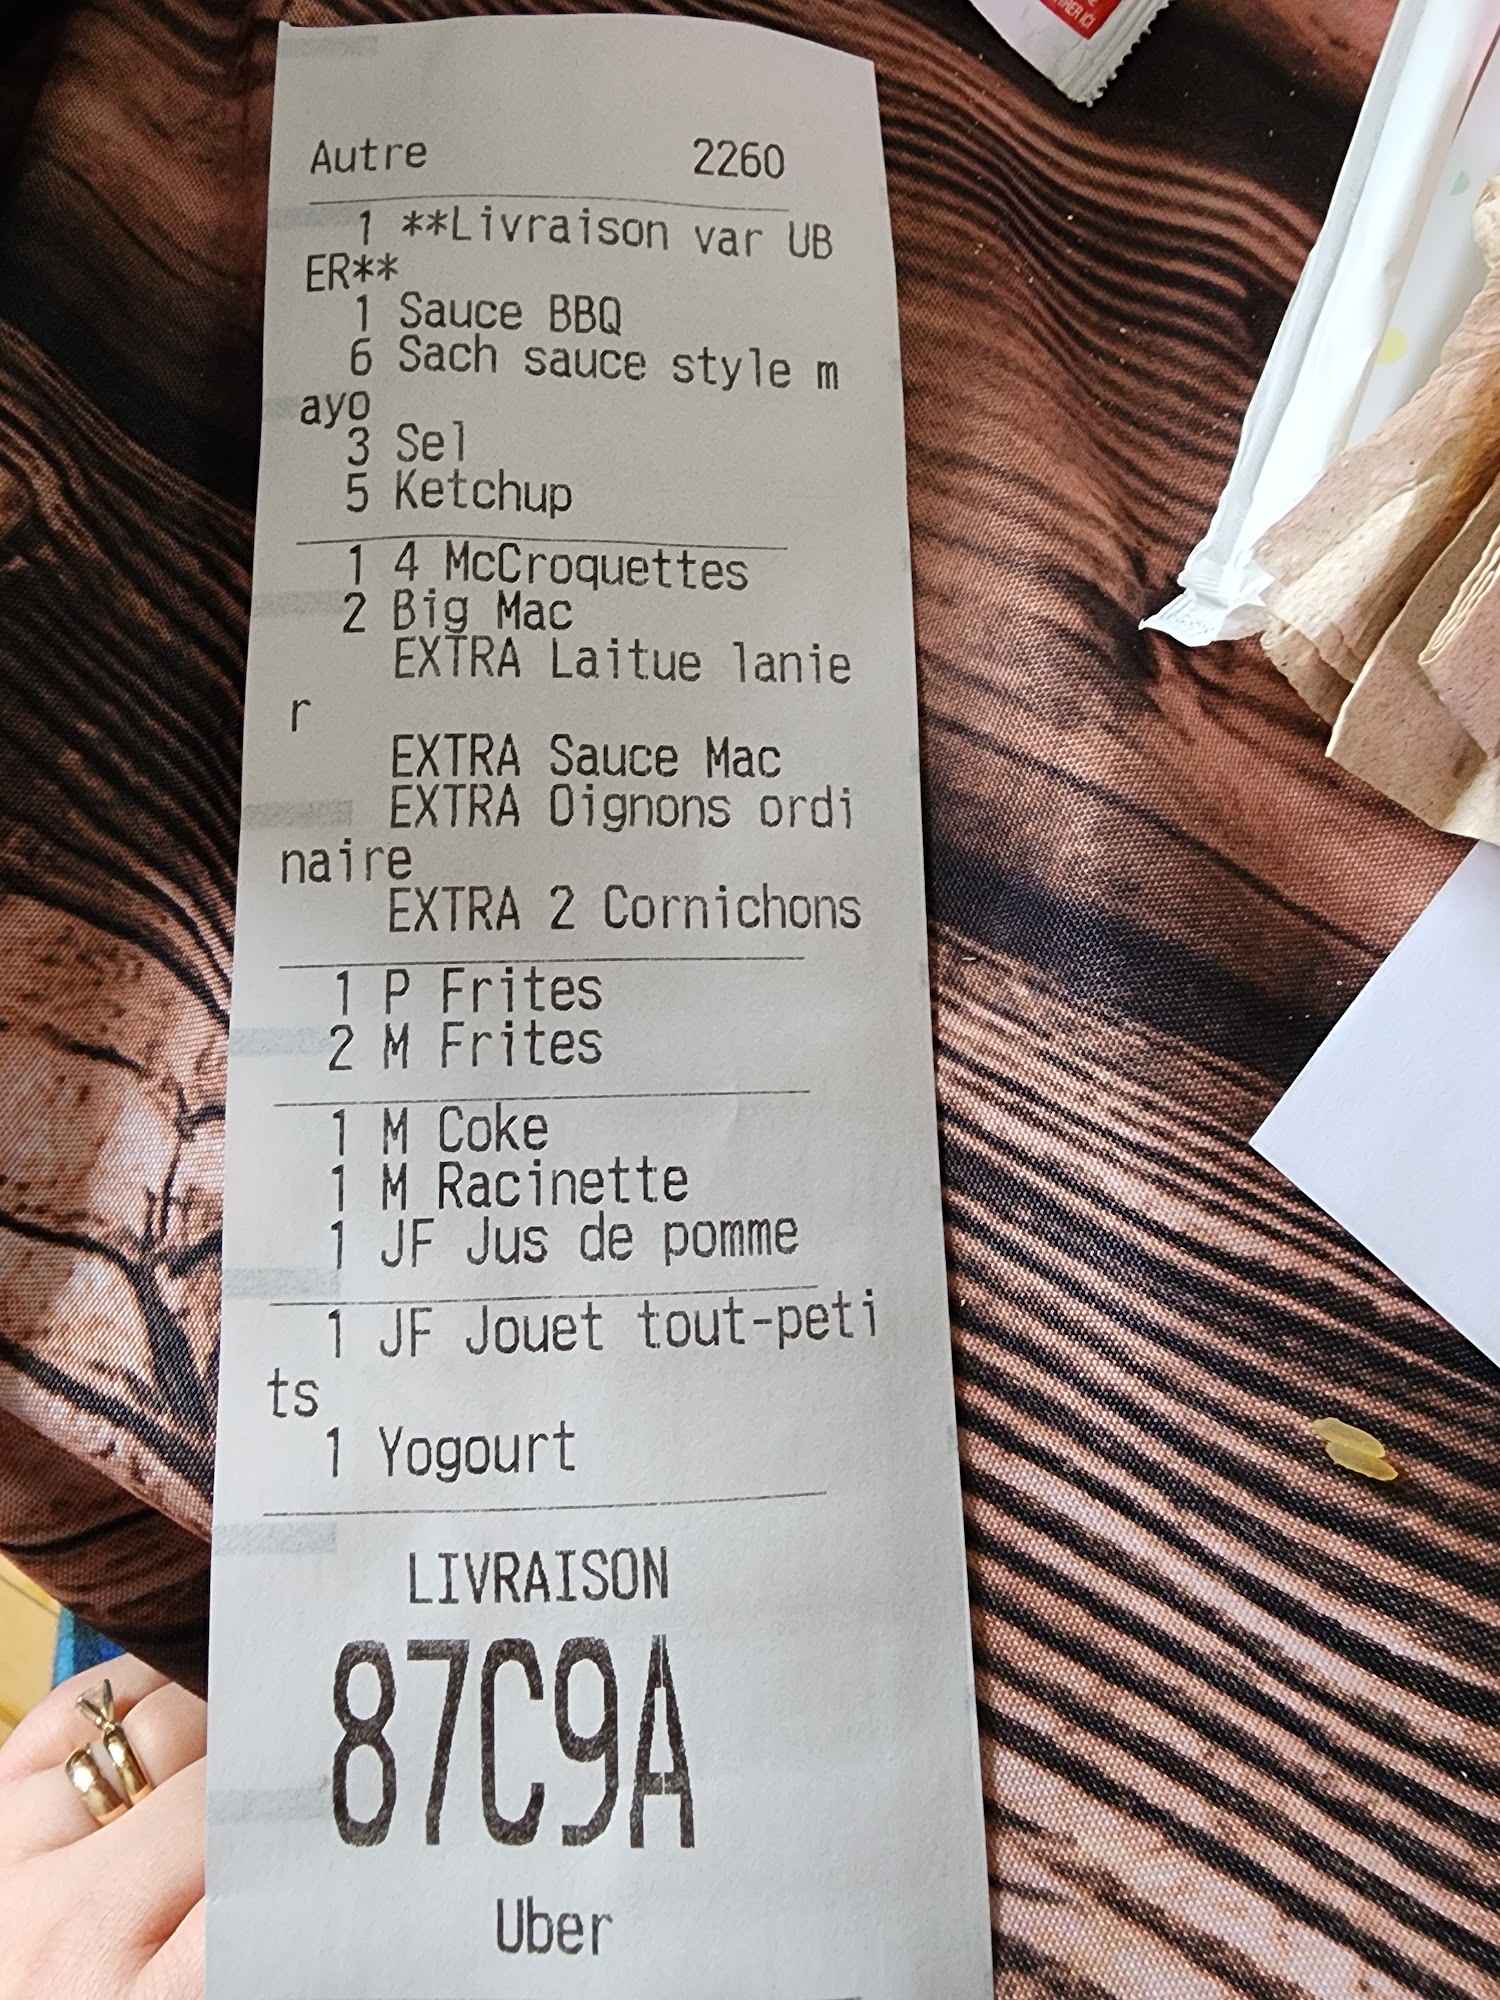 Autre 2260
1 **Livraison var UB
ER**
1 Sauce BBQ
6 Sach sauce style m
ayo
3 Sel
5 Ketchup
1 4 McCroquettes
2 Big Mac
EXTRA Laitue lanie
r
EXTRA Sauce Mac
EXTRA Oignons ordi
naire
EXTRA 2 Cornichons
1 P Frites
2 M Frites
1 M Coke
1 M Racinette
1 JF Jus de pomme
1 JF Jouet tout-peti
ts
1 Yogourt
LIVRAISON
87C9A
Uber